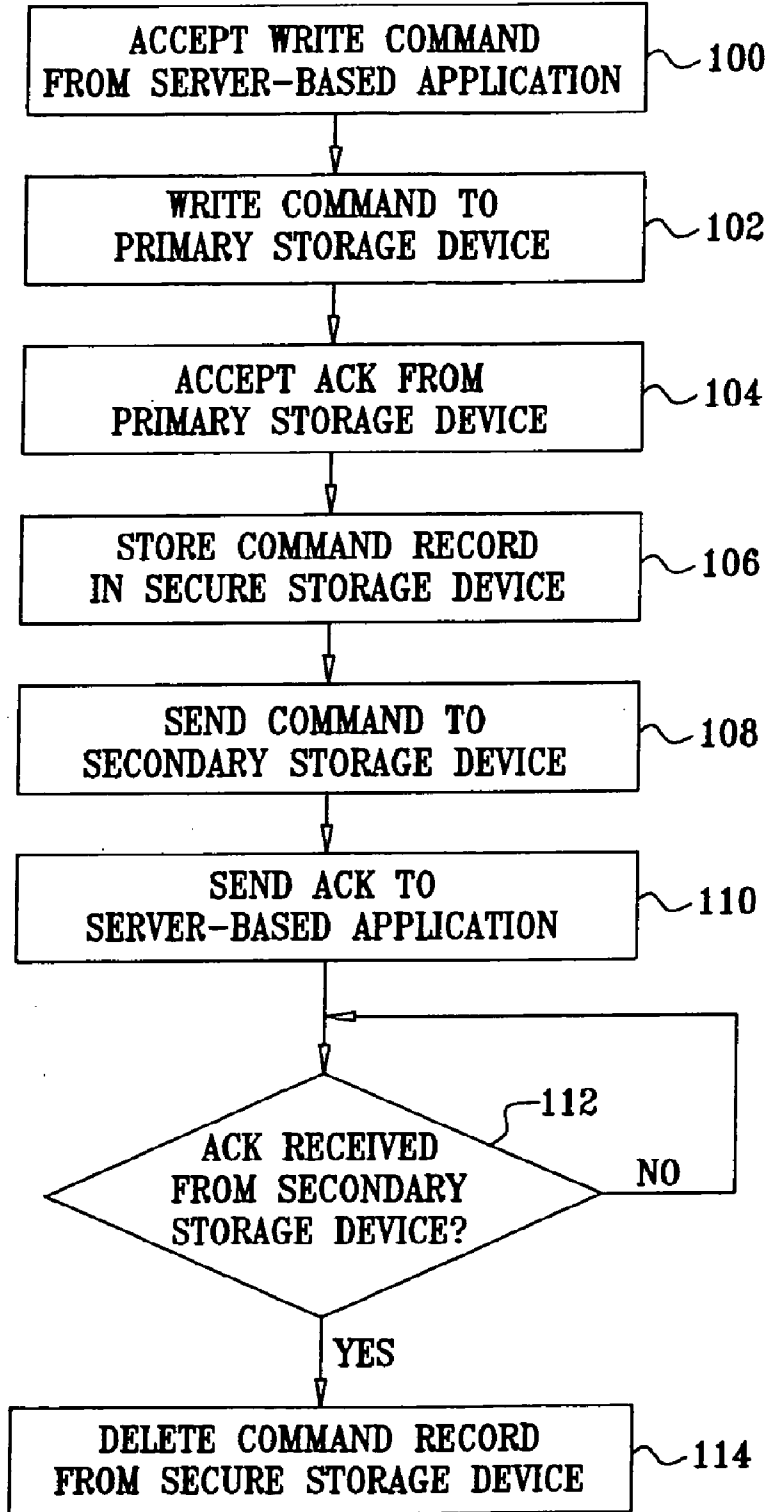 ACCEPT WRITE COMMAND
FROM SERVER-BASED APPLICATION
100
WRITE COMMAND TO
PRIMARY STORAGE DEVICE
102
ACCEPT ACK FROM
PRIMARY STORAGE DEVICE
104
STORE COMMAND RECORD
IN SECURE STORAGE DEVICE
106
SEND COMMAND TO
SECONDARY STORAGE DEVICE
108
SEND ACK TO
SERVER-BASED APPLICATION
110
112
ACK RECEIVED
FROM SECONDARY
STORAGE DEVICE?
NO
YES
DELETE COMMAND RECORD
FROM SECURE STORAGE DEVICE
114